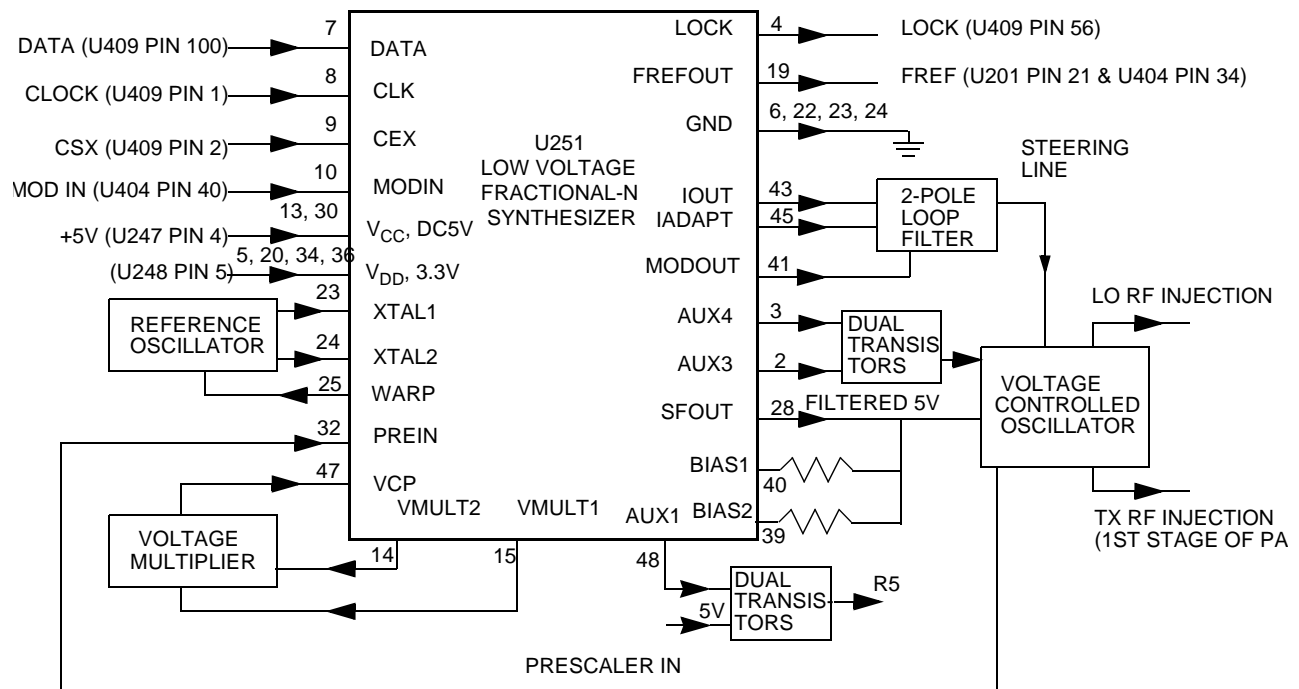 7
DATA (U409 PIN 100)
DATA
8
CLOCK (U409 PIN 1)
CLK
9
CSX (U409 PIN 2)
CEX
10
MOD IN (U404 PIN 40)
MODIN
13, 30
+5V (U247 PIN 4)
VCC, DC5V
5, 20, 34, 36
(U248 PIN 5)
VDD, 3.3V
23
XTAL1
REFERENCE
OSCILLATOR
24
XTAL2
25
WARP
32
PREIN
47
VCP
VOLTAGE
MULTIPLIER
VMULT2
14
VMULT1
15
U251
LOW VOLTAGE
FRACTIONAL-N
SYNTHESIZER
LOCK
4
LOCK (U409 PIN 56)
FREFOUT
19
FREF (U201 PIN 21 & U404 PIN 34)
GND
6, 22, 23, 24
IOUT
43
IADAPT
45
2-POLE
LOOP
FILTER
STEERING
LINE
MODOUT
41
AUX4
3
AUX3
2
DUAL
TRANSIS
TORS
SFOUT
28
FILTERED 5V
BIAS1
40
BIAS2
39
AUX1
48
5V
DUAL
TRANSIS
TORS
R5
LO RF INJECTION
VOLTAGE
CONTROLLED
OSCILLATOR
TX RF INJECTION
(1ST STAGE OF PA
PRESCALER IN